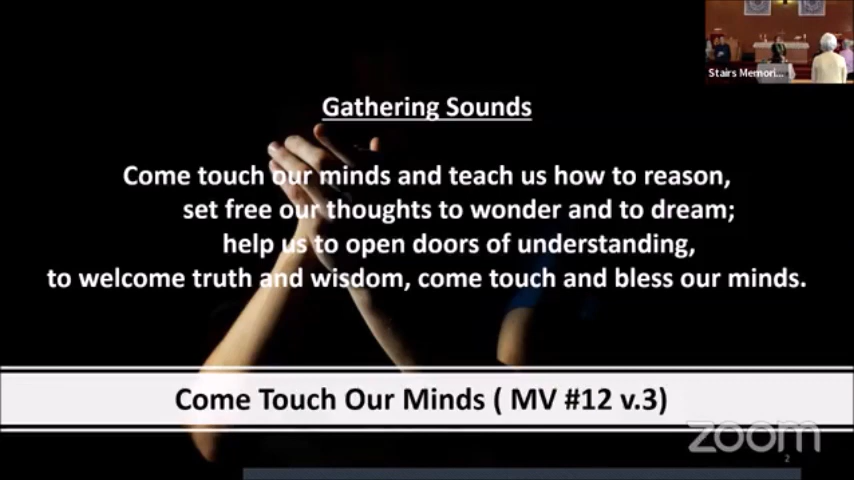 Stairs Memori...
Gathering Sounds
Come touch our minds and teach us how to reason,
set free our thoughts to wonder and to dream;
help us to open doors of understanding,
to welcome truth and wisdom, come touch and bless our minds.
Come Touch Our Minds ( MV #12 v.3)
zoom
2